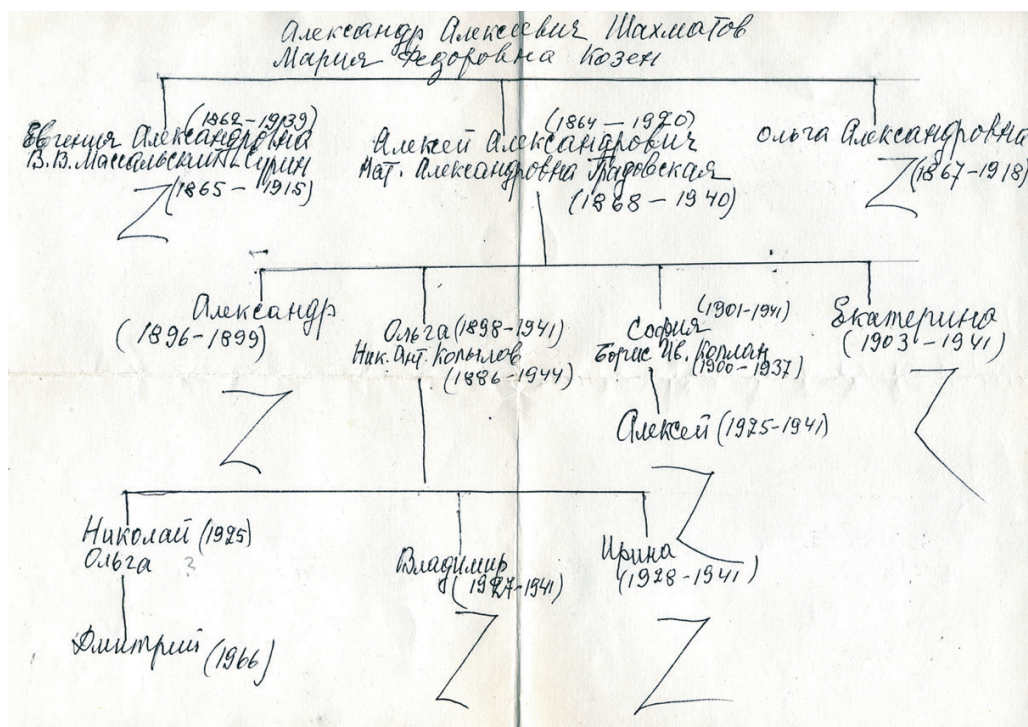 Александр Алексеевич Шахматов
Мария Федоровна Козен
(1862-1939)
Евгения Александровна
В.В. Массальский-Сурин
(1865 - 1915)
(1864 - 1920)
Алексей Александрович
Нат. Александровна Градовская
(1868 - 1940)
Ольга Александровна
(1867-1918)
Александр
(1896-1899)
Ольга (1898-1941)
Ник. Ант. Копылов
(1886-1944)
(1901-1941)
София
Борис Ив. Коплан
(1900-1937)
Екатерина
(1903-1941)
Алексей (1925-1941)
Николай (1925)
Ольга ?
Владимир
(1927-1941)
Ирина
(1928-1941)
Дмитрий (1966)